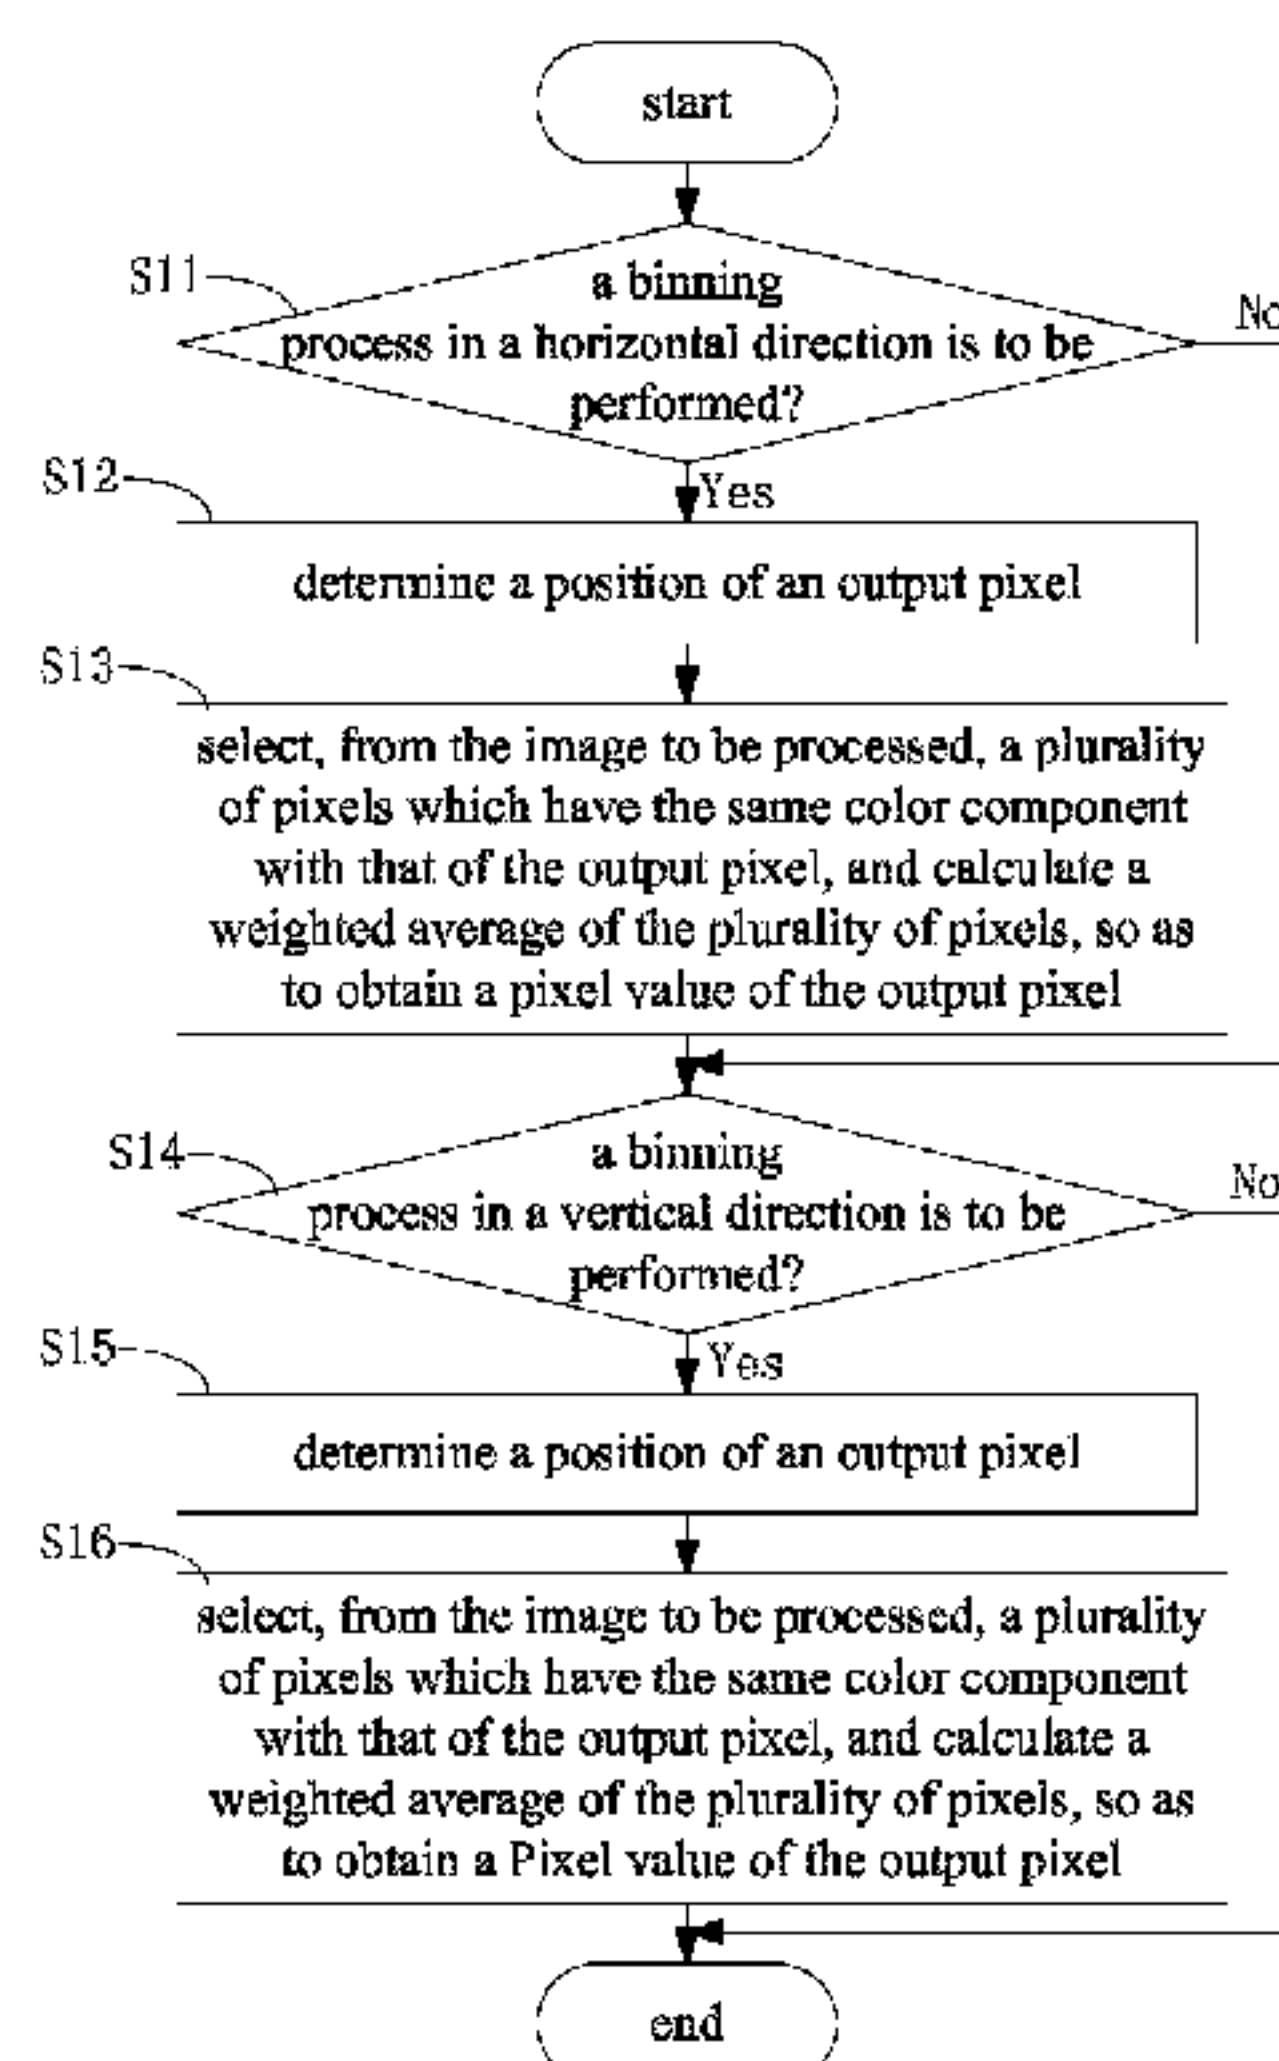 start
S11
a binning
process in a horizontal direction is to be
performed?
No
Yes
S12
determine a position of an output pixel
S13
select, from the image to be processed, a plurality
of pixels which have the same color component
with that of the output pixel, and calculate a
weighted average of the plurality of pixels, so as
to obtain a pixel value of the output pixel
S14
a binning
process in a vertical direction is to be
performed?
No
Yes
S15
determine a position of an output pixel
S16
select, from the image to be processed, a plurality
of pixels which have the same color component
with that of the output pixel, and calculate a
weighted average of the plurality of pixels, so as
to obtain a Pixel value of the output pixel
end